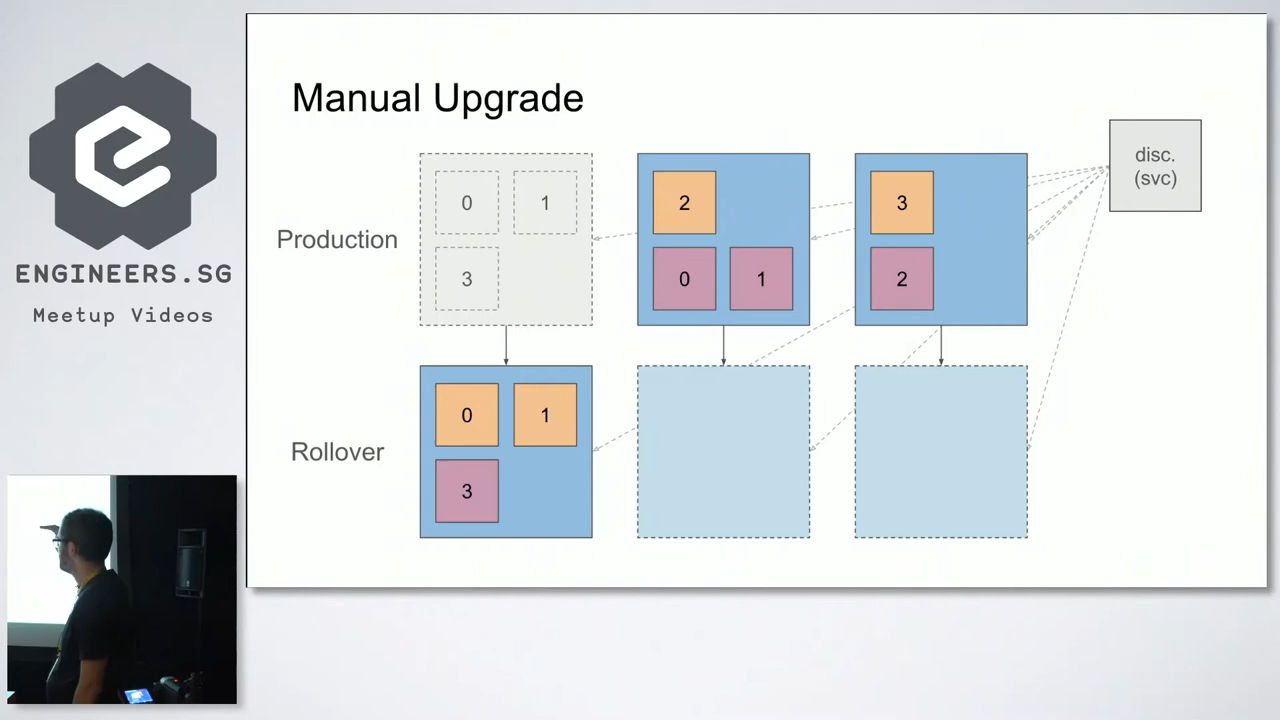 ENGINEERS.SG
Meetup Videos
Manual Upgrade
disc.
(svc)
Production
0 1
3
2
0 1
3
2
Rollover
0 1
3